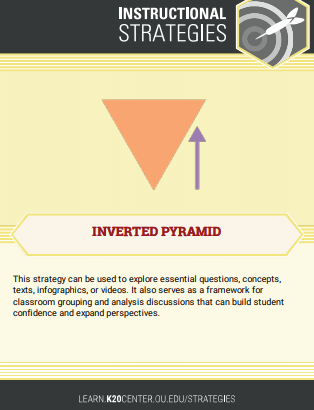 INSTRUCTIONAL
STRATEGIES
INVERTED PYRAMID
This strategy can be used to explore essential questions, concepts,
texts, infographics, or videos. It also serves as a framework for
classroom grouping and analysis discussions that can build student
confidence and expand perspectives.
LEARN.K20CENTER.OU.EDU/STRATEGIES